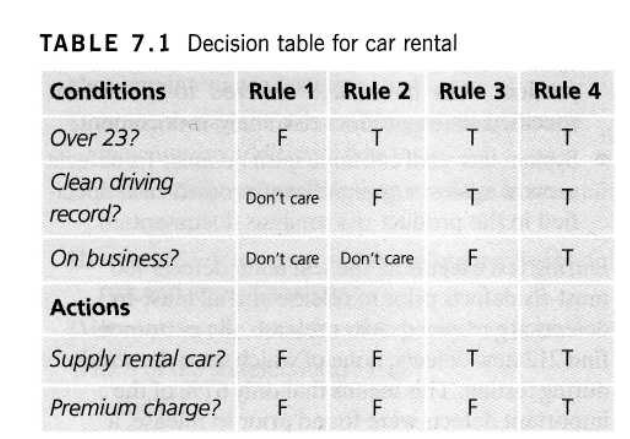 TABLE 7.1 Decision table for car rental
Conditions Rule 1 Rule 2 Rule 3 Rule 4
Over 23? F T T T
Clean driving
record? Don't care F T T
On business? Don't care Don't care F T
Actions
Supply rental car? F F T T
Premium charge? F F F T